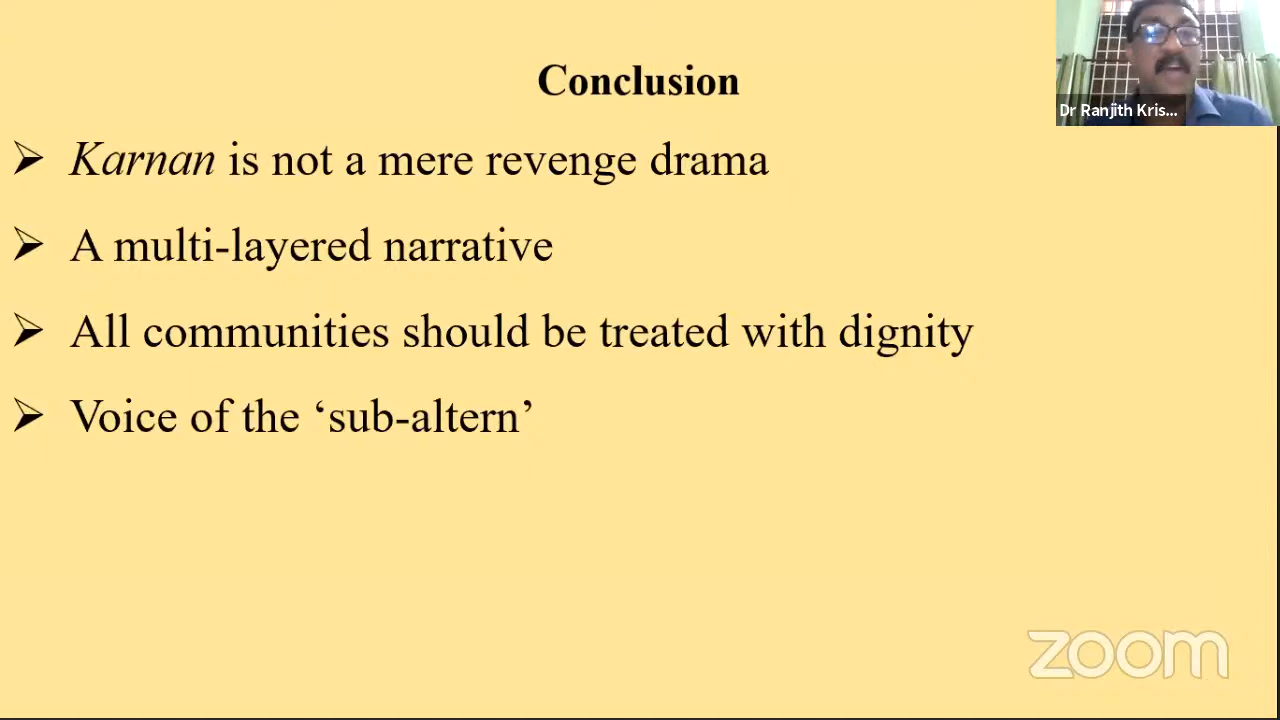 Conclusion
Dr Ranjith Kris...
➢ Karnan is not a mere revenge drama
➢ A multi-layered narrative
➢ All communities should be treated with dignity
➢ Voice of the ‘sub-altern’
zoom